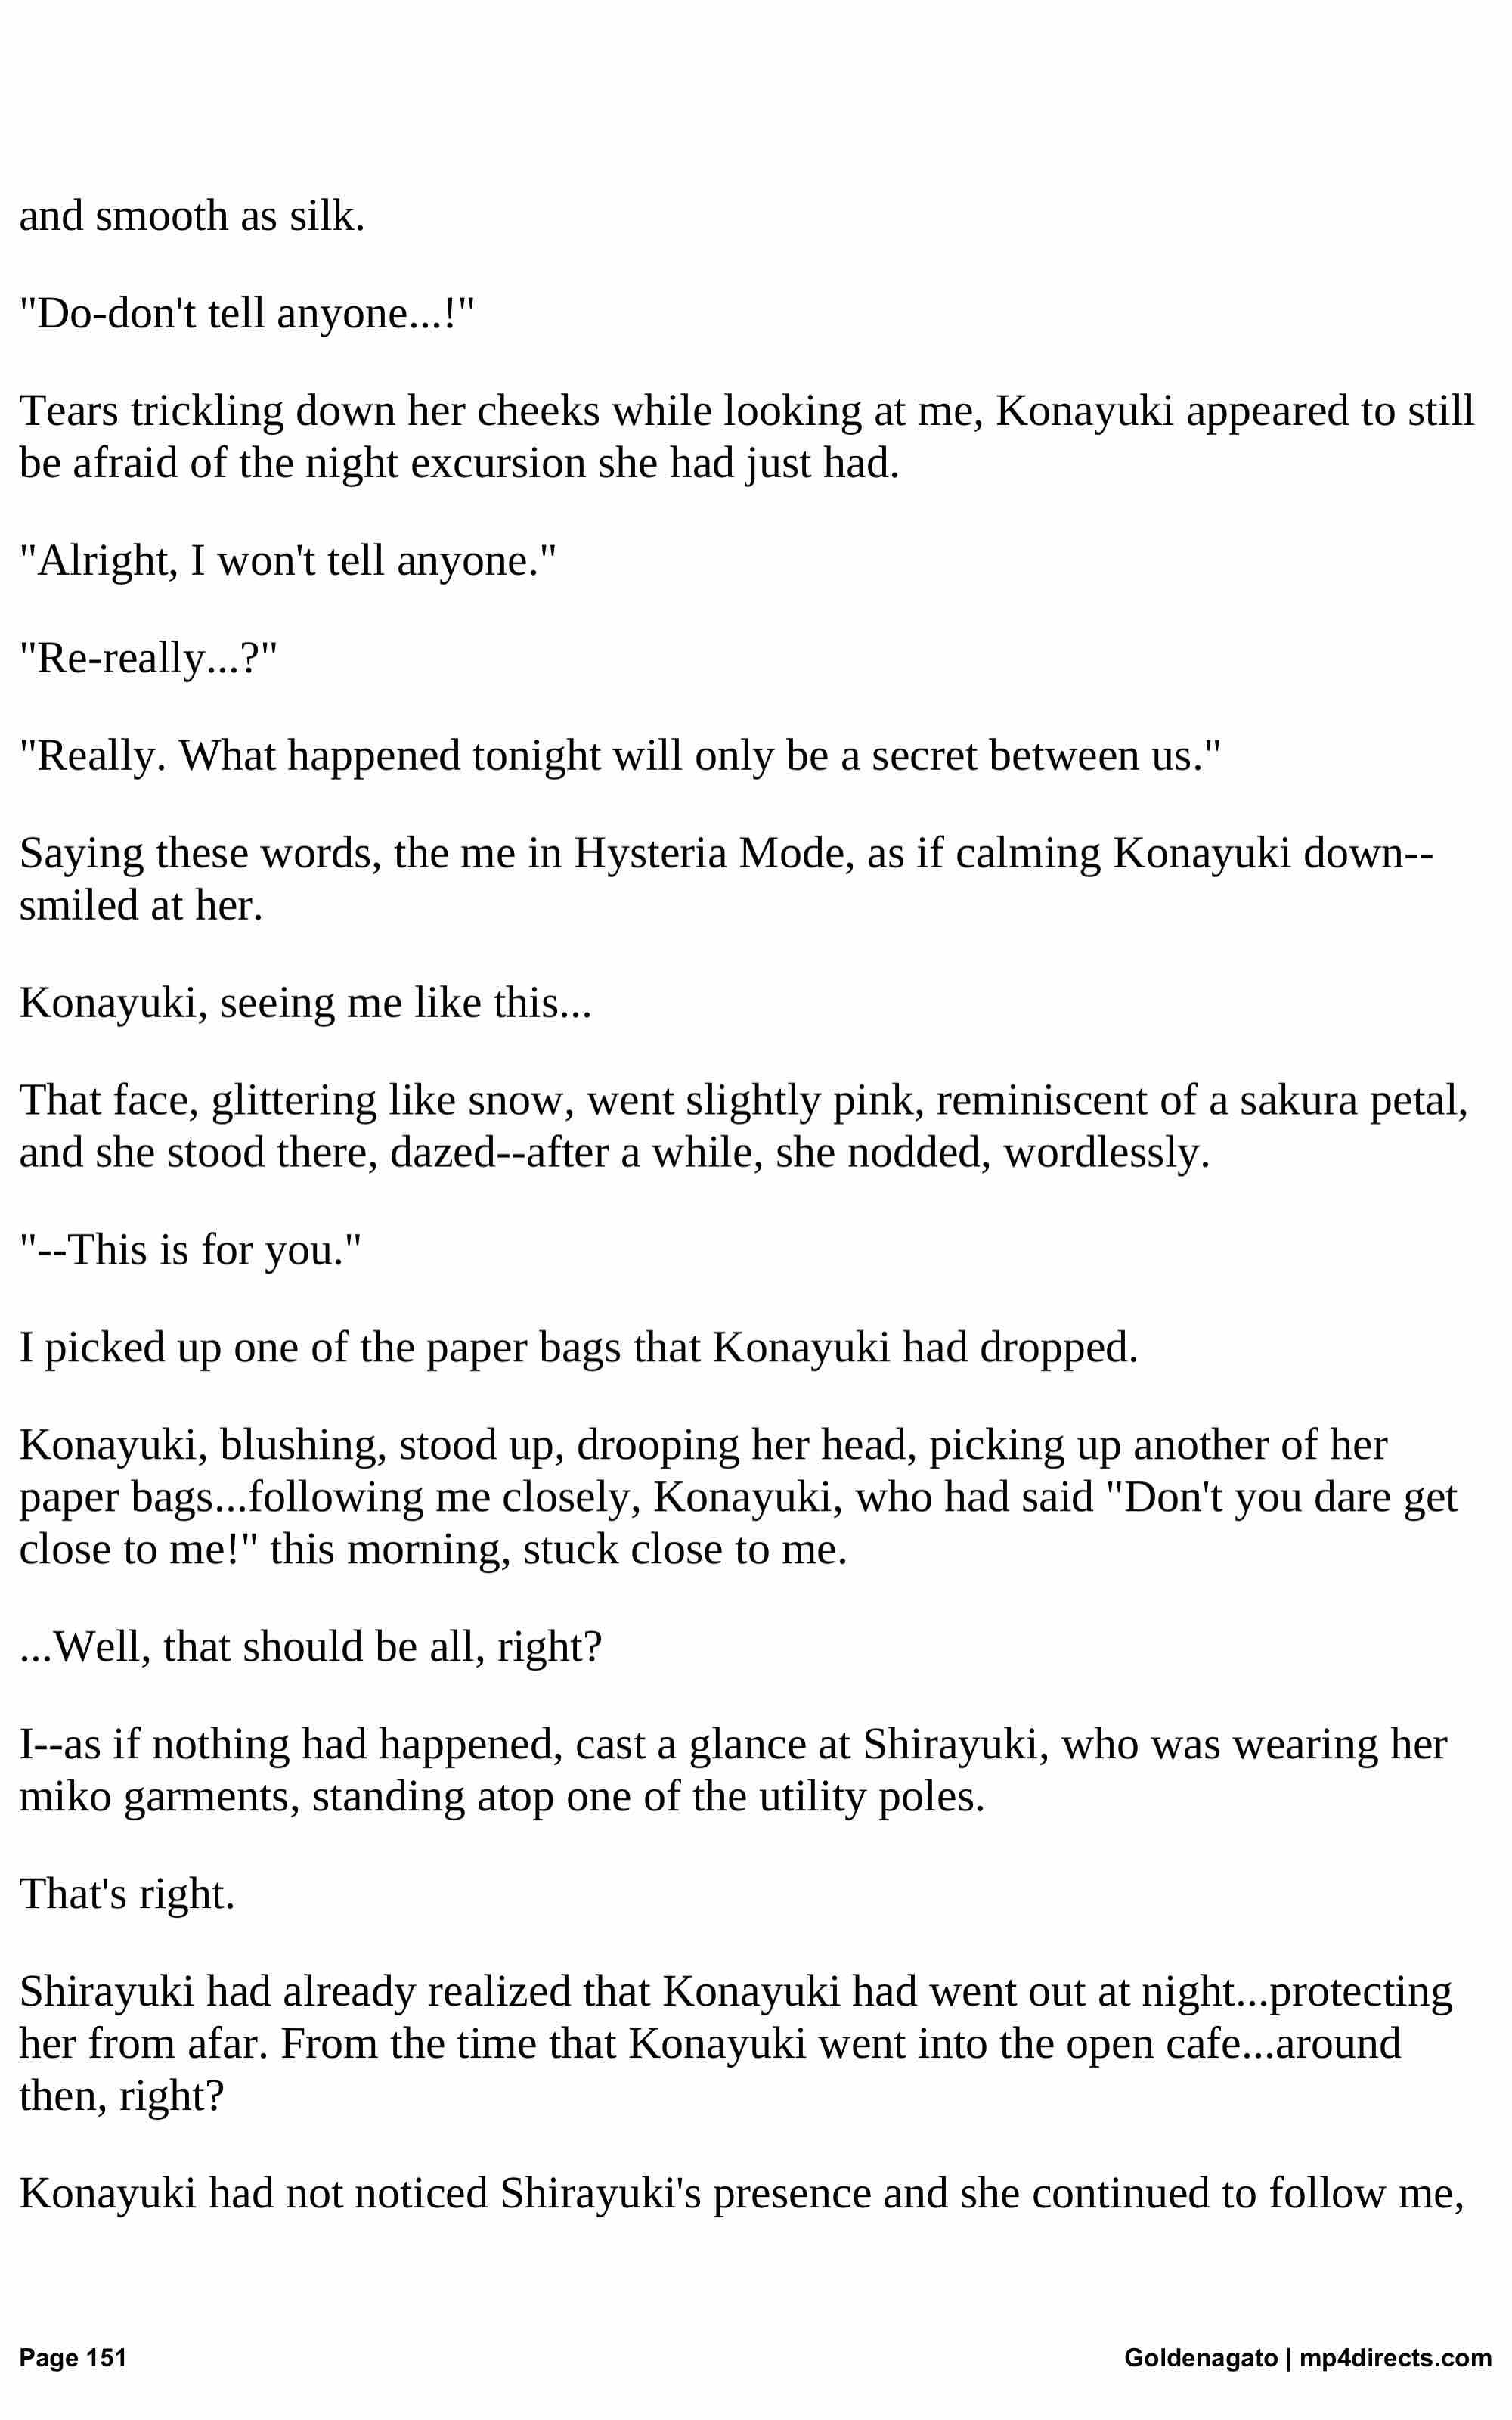 and smooth as silk.
"Do-don't tell anyone...!"
Tears trickling down her cheeks while looking at me, Konayuki appeared to still
be afraid of the night excursion she had just had.
"Alright, I won't tell anyone."
"Re-really...?"
"Really. What happened tonight will only be a secret between us."
Saying these words, the me in Hysteria Mode, as if calming Konayuki down--
smiled at her.
Konayuki, seeing me like this...
That face, glittering like snow, went slightly pink, reminiscent of a sakura petal,
and she stood there, dazed--after a while, she nodded, wordlessly.
"--This is for you."
I picked up one of the paper bags that Konayuki had dropped.
Konayuki, blushing, stood up, drooping her head, picking up another of her
paper bags...following me closely, Konayuki, who had said "Don't you dare get
close to me!" this morning, stuck close to me.
...Well, that should be all, right?
I--as if nothing had happened, cast a glance at Shirayuki, who was wearing her
miko garments, standing atop one of the utility poles.
That's right.
Shirayuki had already realized that Konayuki had went out at night...protecting
her from afar. From the time that Konayuki went into the open cafe...around
then, right?
Konayuki had not noticed Shirayuki's presence and she continued to follow me,
Page 151
Goldenagato | mp4directs.com